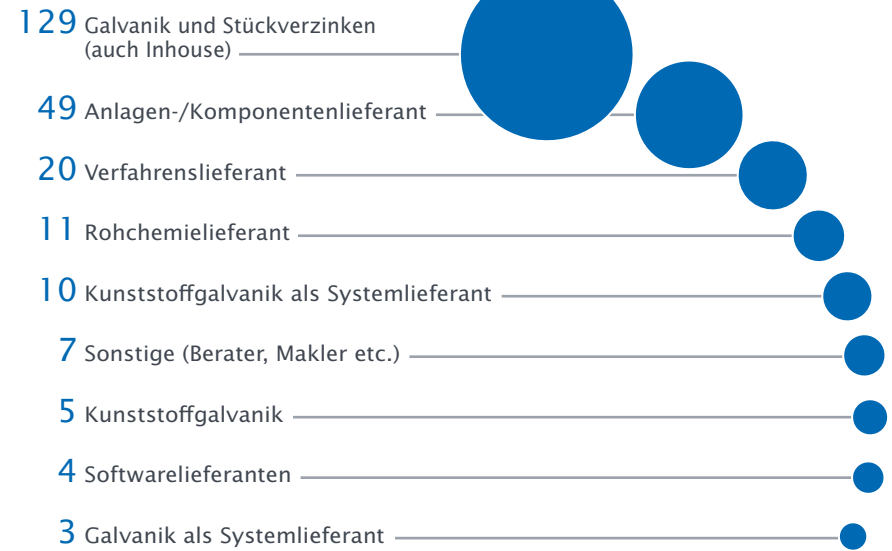 129 Galvanik und Stückverzinken
(auch Inhouse)
49 Anlagen-/Komponentenlieferant
20 Verfahrenslieferant
11 Rohchemielieferant
10 Kunststoffgalvanik als Systemlieferant
7 Sonstige (Berater, Makler etc.)
5 Kunststoffgalvanik
4 Softwarelieferanten
3 Galvanik als Systemlieferant